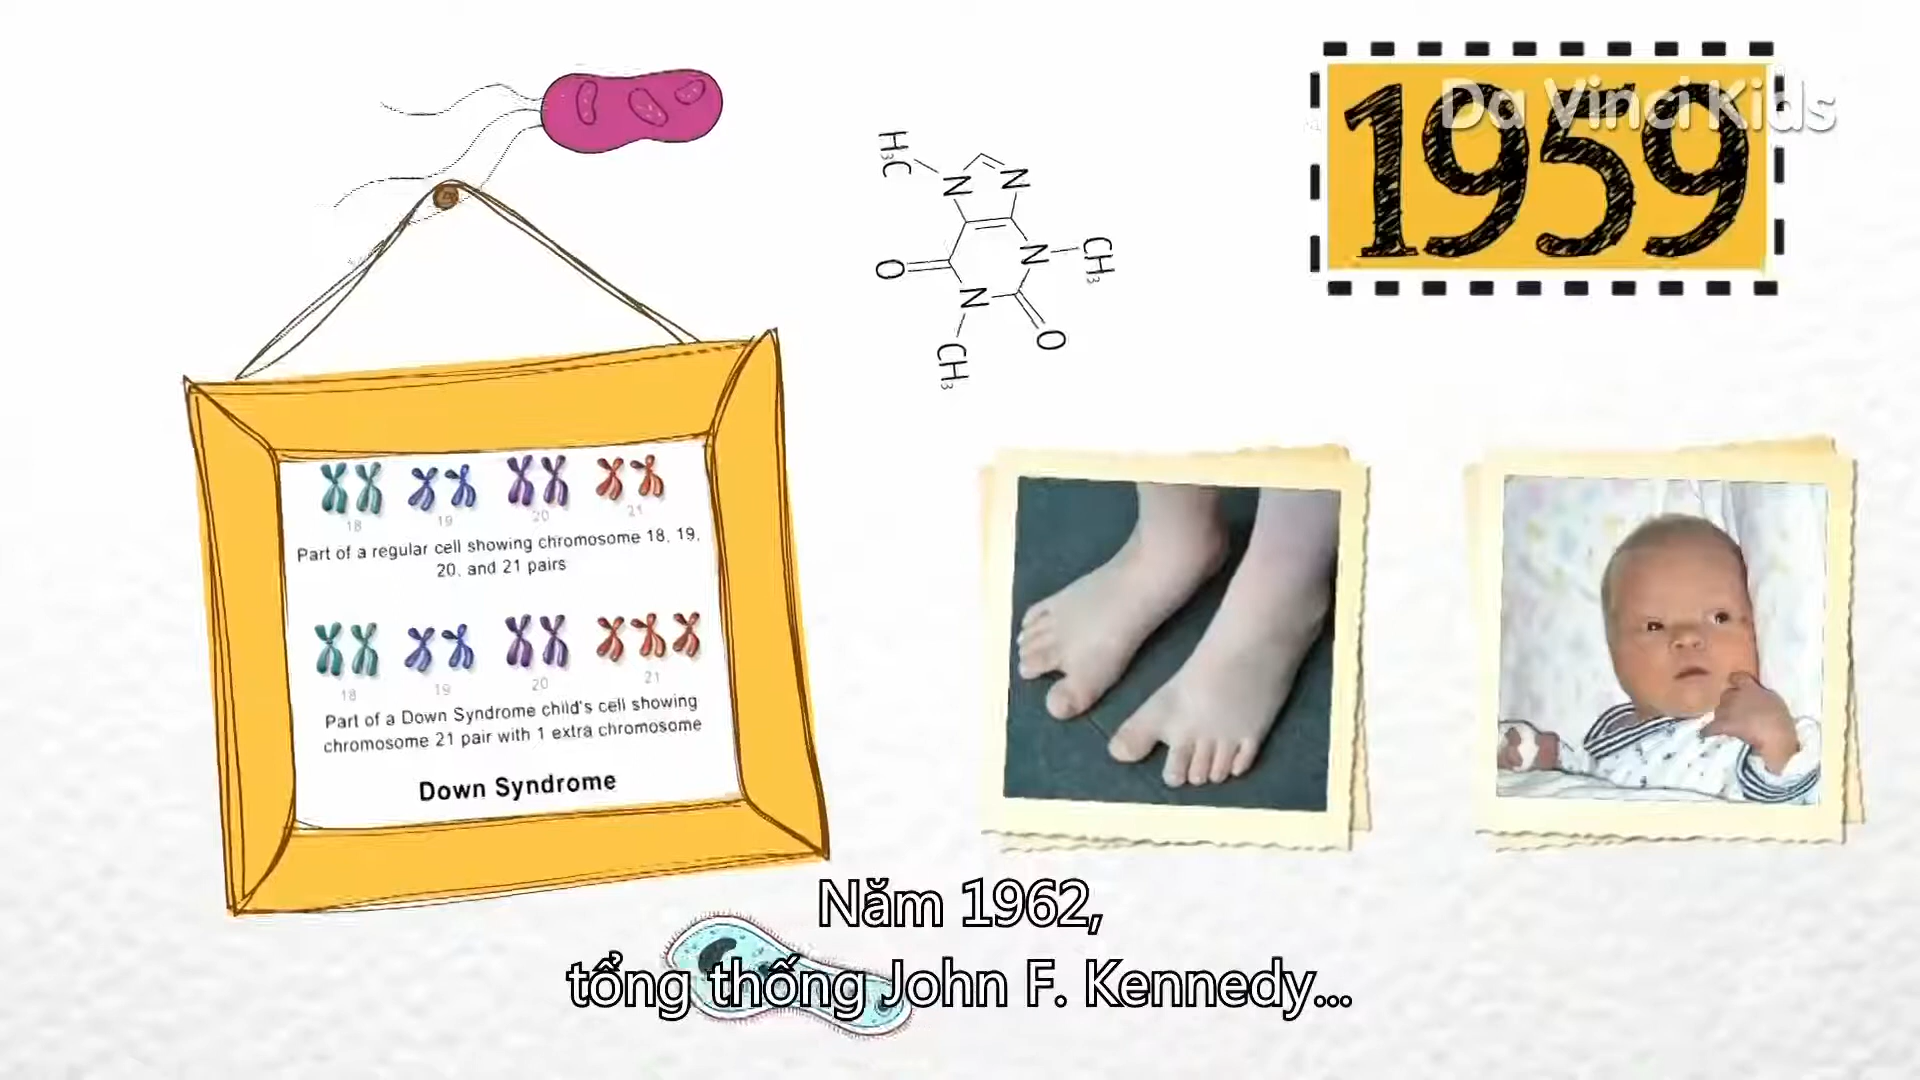 1959
Da Vinci Kids
H₃C
N
N
N
CH₃
O
N
O
CH₃
18 19 20 21
Part of a regular cell showing chromosome 18, 19,
20, and 21 pairs
18 19 20 21
Part of a Down Syndrome child's cell showing
chromosome 21 pair with 1 extra chromosome
Down Syndrome
Năm 1962,
tổng thống John F. Kennedy...